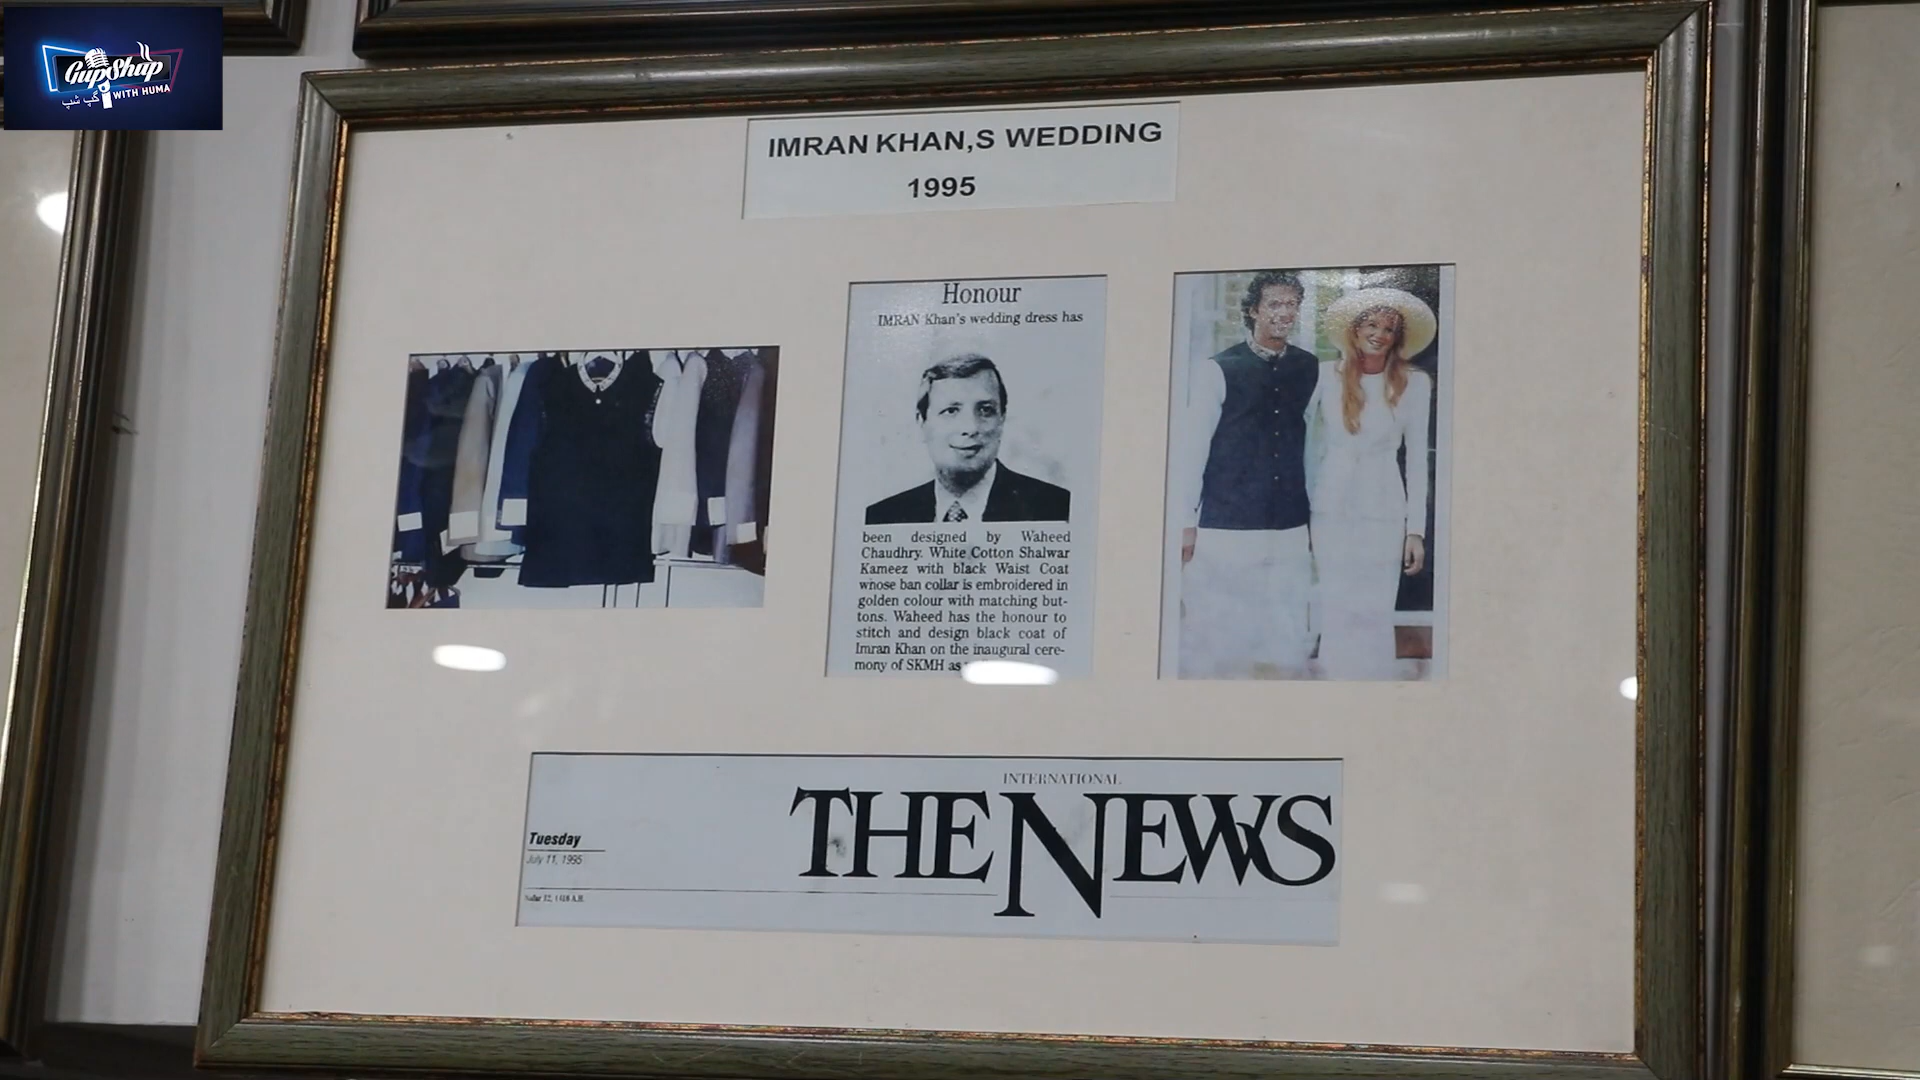 GupShup
گپ شپ WITH HUMA
IMRAN KHAN,S WEDDING
1995
Honour
IMRAN Khan's wedding dress has
been designed by Waheed
Chaudhry. White Cotton Shalwar
Kameez with black Waist Coat
whose ban collar is embroidered in
golden colour with matching but-
tons. Waheed has the honour to
stitch and design black coat of
Imran Khan on the inaugural cere-
mony of SKMH as
INTERNATIONAL
THE NEWS
Tuesday
July 11, 1995